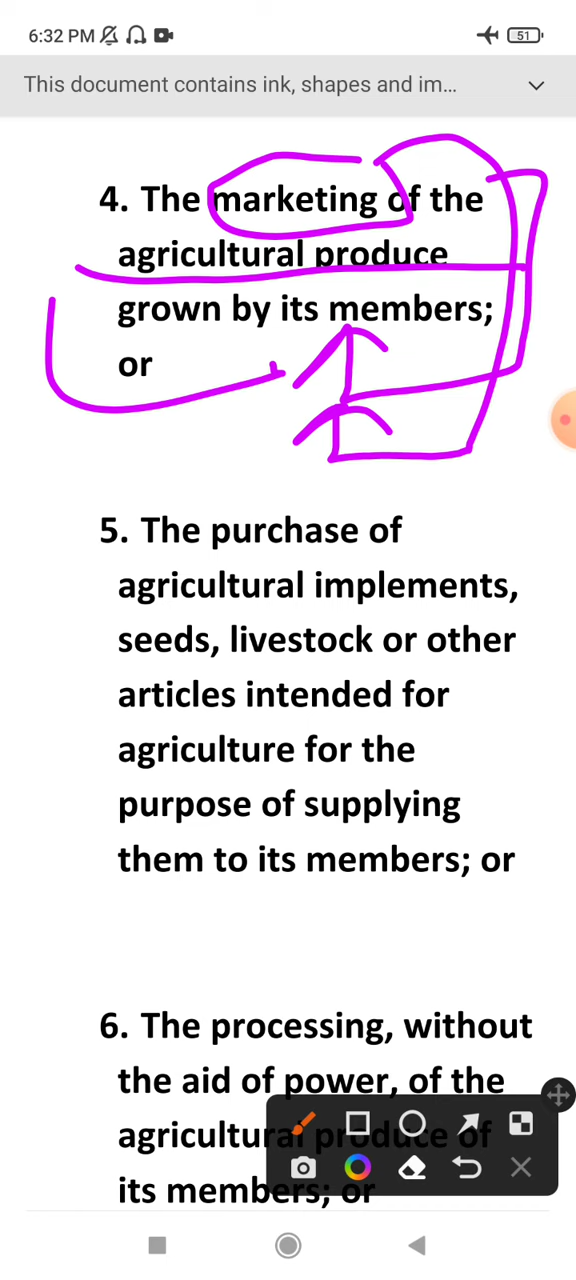 6:32 PM
51
This document contains ink, shapes and im...
4. The marketing of the
agricultural produce
grown by its members;
or
5. The purchase of
agricultural implements,
seeds, livestock or other
articles intended for
agriculture for the
purpose of supplying
them to its members; or
6. The processing, without
the aid of power, of the
agricultural produce of
its members; or